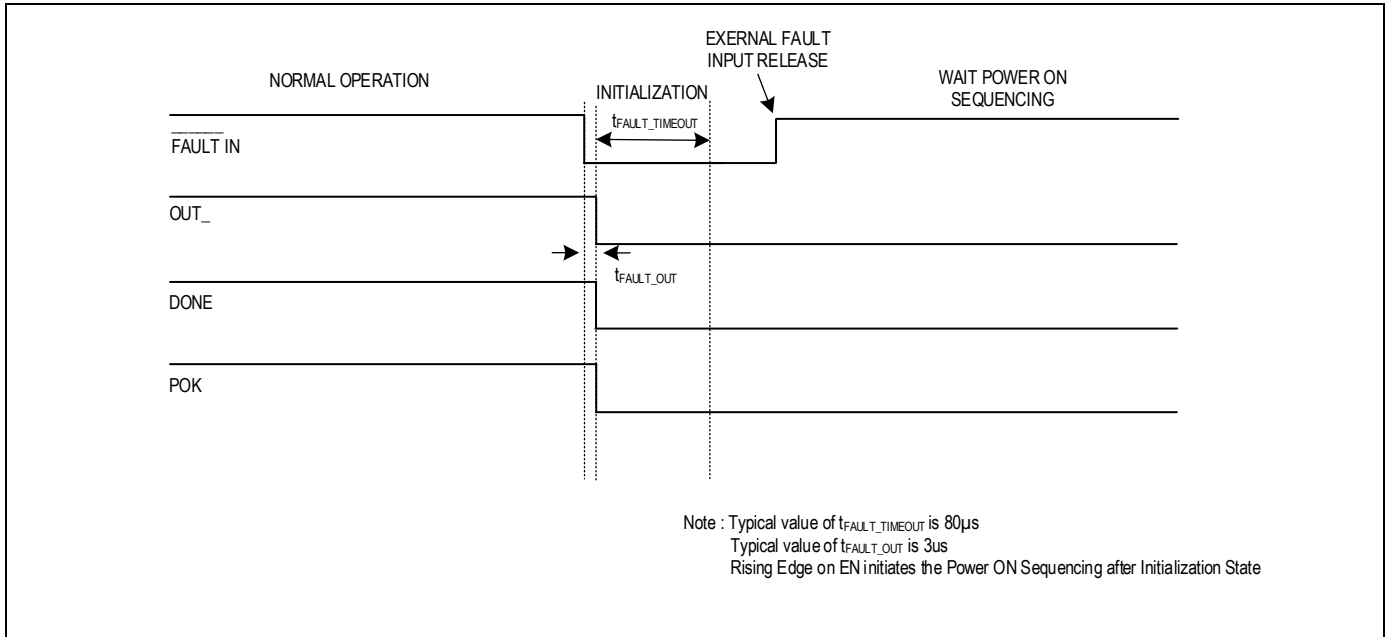 EXERNAL FAULT
INPUT RELEASE
NORMAL OPERATION
INITIALIZATION
WAIT POWER ON
SEQUENCING
tFAULT_TIMEOUT
FAULT IN
OUT_
tFAULT_OUT
DONE
POK
Note : Typical value of tFAULT_TIMEOUT is 80µs
Typical value of tFAULT_OUT is 3us
Rising Edge on EN initiates the Power ON Sequencing after Initialization State